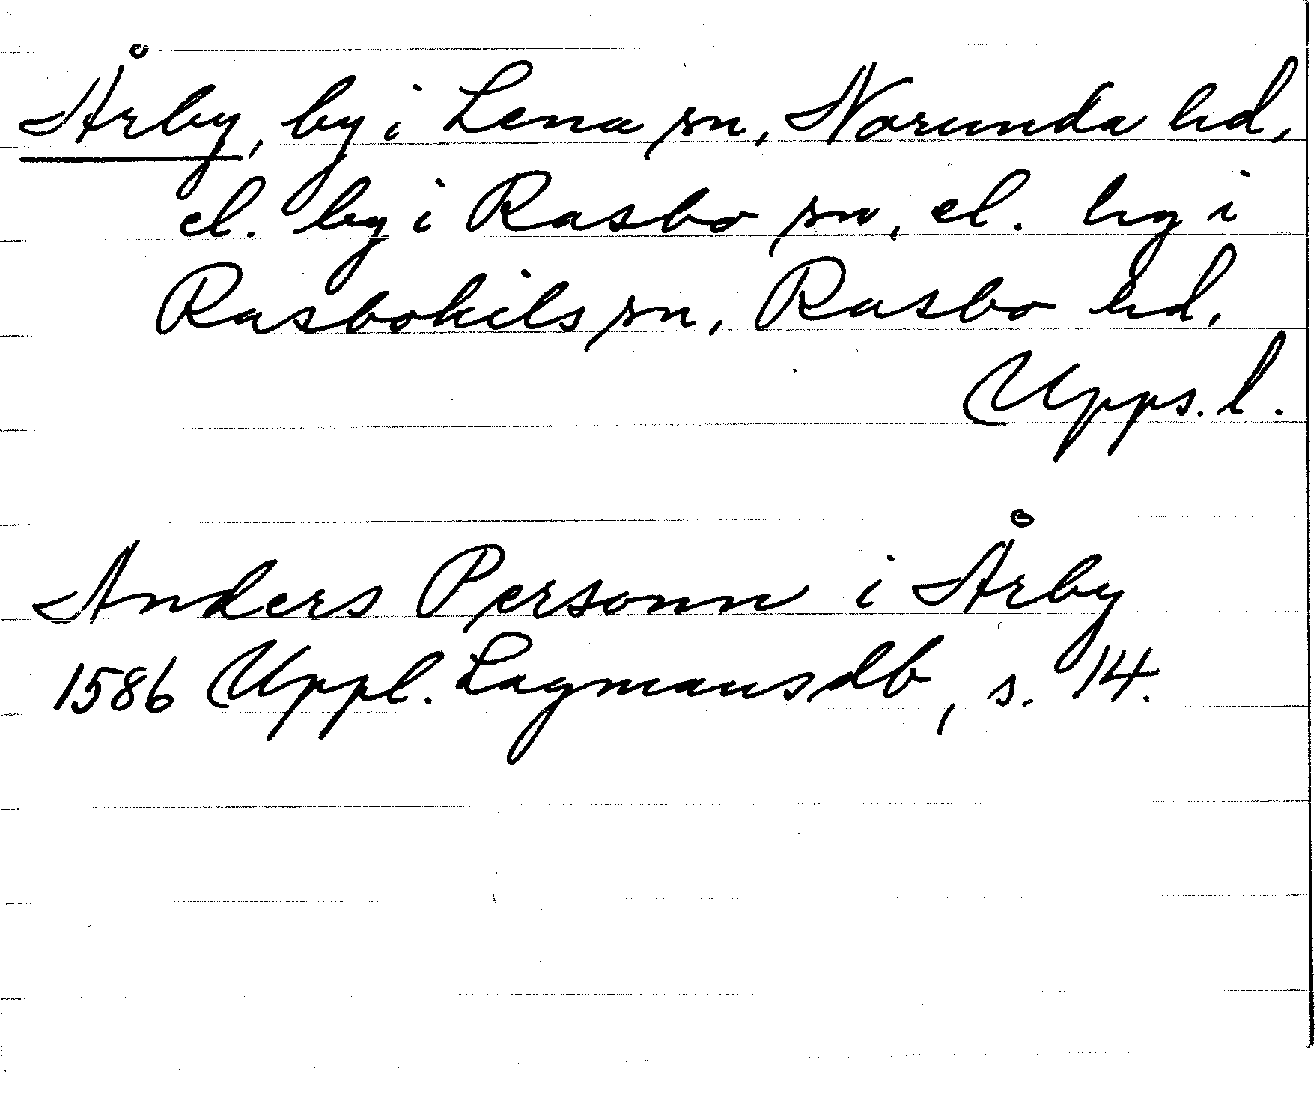 Årby, by i Lena sn, Norunda hd,
el. by i Rasbo sn, el. by i
Rasbokils sn, Rasbo hd,
Upps. l.
Anders Personn i Årby
1586 Uppl. Lagmansdb, s. 14.